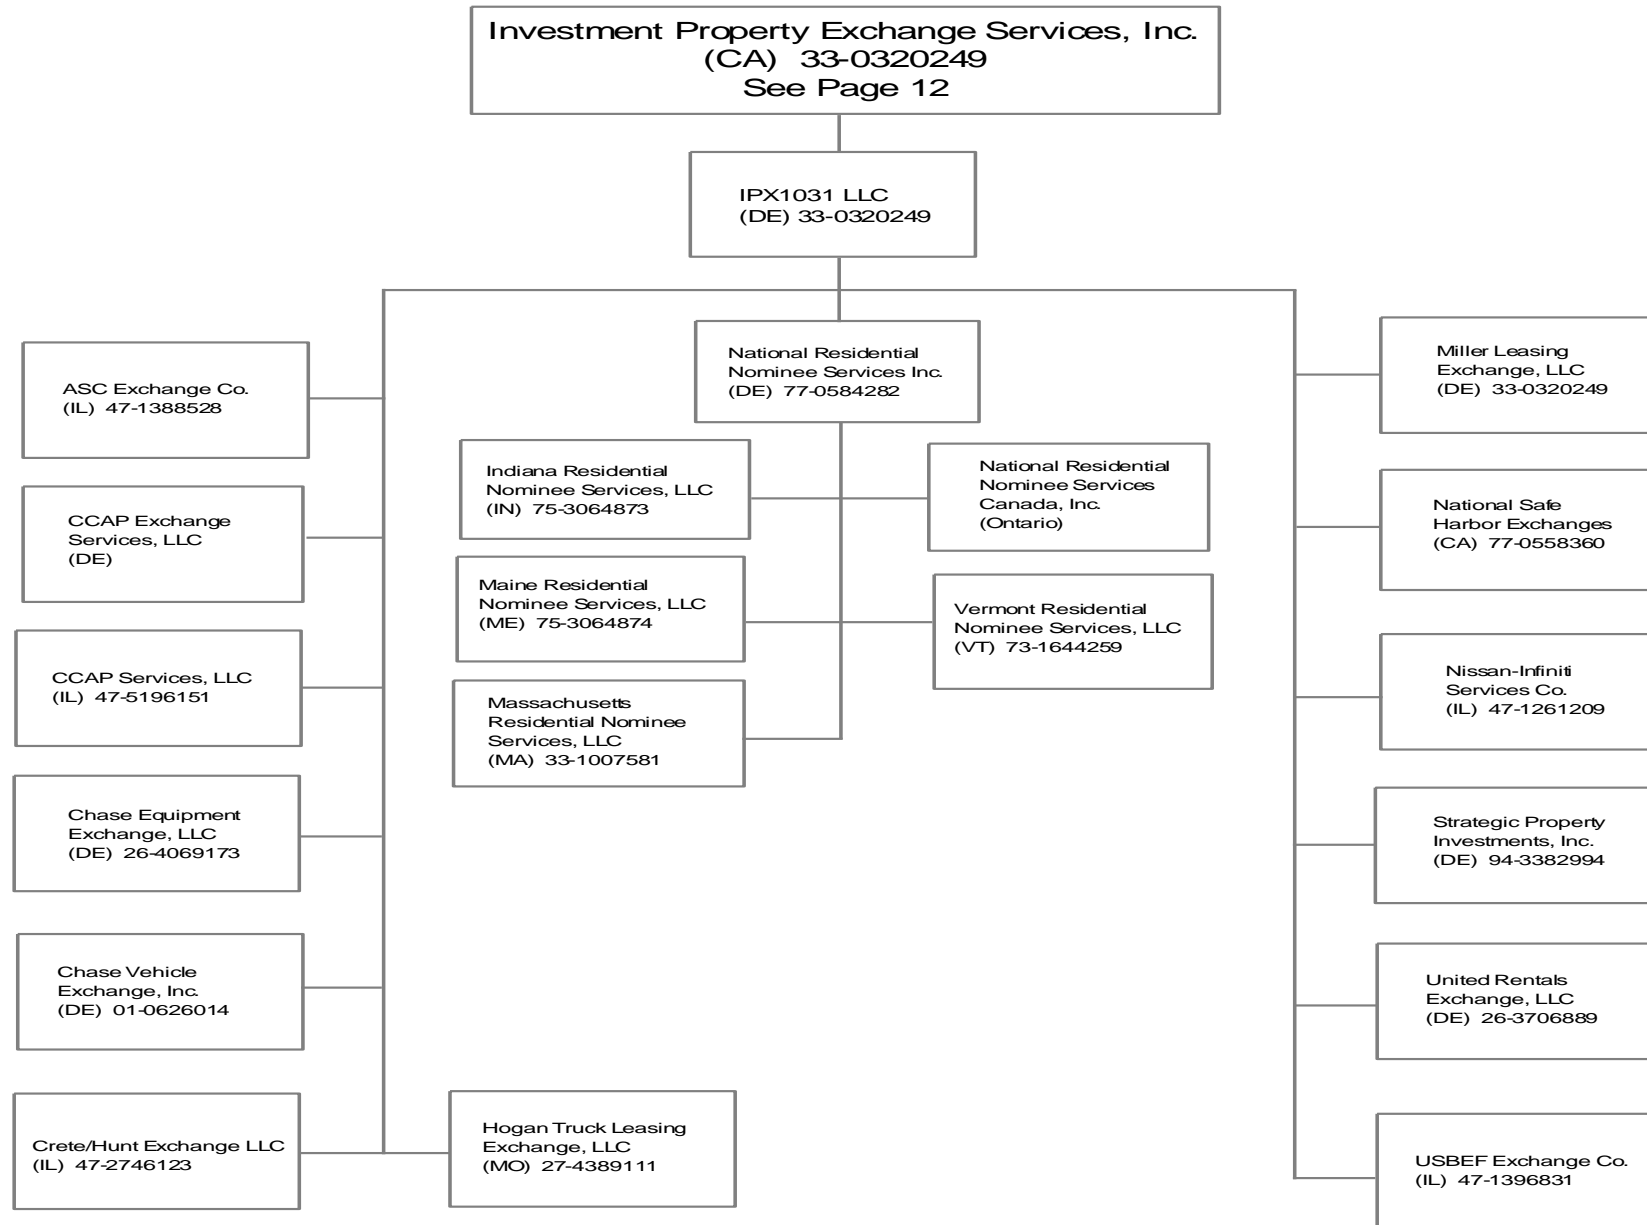 Investment Property Exchange Services, Inc.
(CA) 33-0320249
See Page 12
IPX1031 LLC
(DE) 33-0320249
National Residential
Nominee Services Inc.
(DE) 77-0584282
ASC Exchange Co.
(IL) 47-1388528
CCAP Exchange
Services, LLC
(DE)
CCAP Services, LLC
(IL) 47-5196151
Chase Equipment
Exchange, LLC
(DE) 26-4069173
Chase Vehicle
Exchange, Inc.
(DE) 01-0626014
Crete/Hunt Exchange LLC
(IL) 47-2746123
Indiana Residential
Nominee Services, LLC
(IN) 75-3064873
Maine Residential
Nominee Services, LLC
(ME) 75-3064874
Massachusetts
Residential Nominee
Services, LLC
(MA) 33-1007581
National Residential
Nominee Services
Canada, Inc.
(Ontario)
Vermont Residential
Nominee Services, LLC
(VT) 73-1644259
Hogan Truck Leasing
Exchange, LLC
(MO) 27-4389111
Miller Leasing
Exchange, LLC
(DE) 33-0320249
National Safe
Harbor Exchanges
(CA) 77-0558360
Nissan-Infiniti
Services Co.
(IL) 47-1261209
Strategic Property
Investments, Inc.
(DE) 94-3382994
United Rentals
Exchange, LLC
(DE) 26-3706889
USBEF Exchange Co.
(IL) 47-1396831